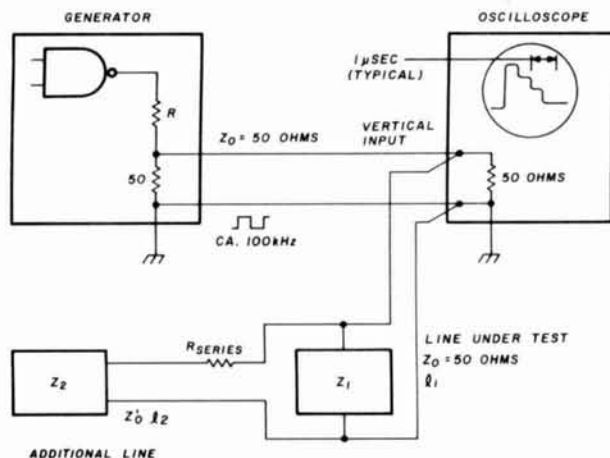 GENERATOR
OSCILLOSCOPE
1 µSEC
(TYPICAL)
R
Z0 = 50 OHMS
VERTICAL
INPUT
50
50 OHMS
CA. 100kHz
RSERIES
LINE UNDER TEST
Z0 = 50 OHMS
ℓ1
Z2
Z1
Z'0 ℓ2
ADDITIONAL LINE